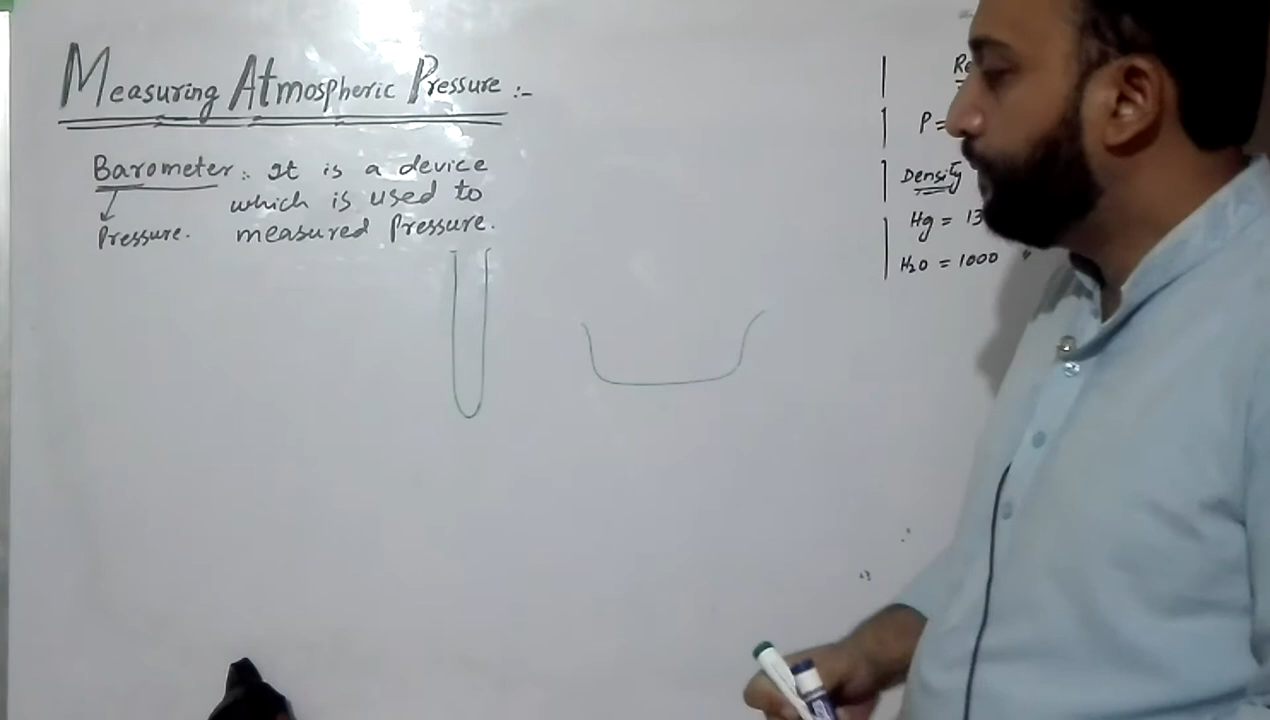 Measuring Atmospheric Pressure :-
Barometer :. It is a device
which is used to
Pressure. measured Pressure.
Re
P=
Density
Hg = 13
H₂O = 1000